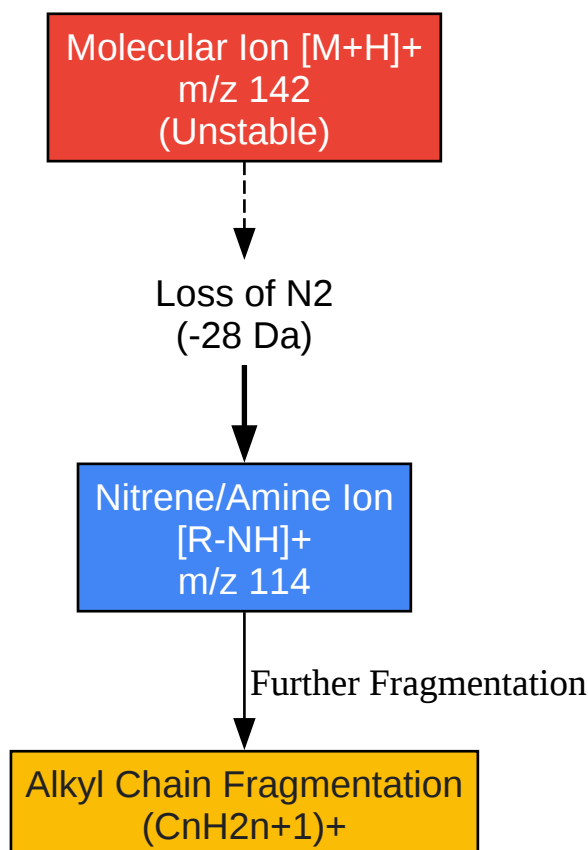 Molecular Ion [M+H]+
m/z 142
(Unstable)
Loss of N2
(-28 Da)
Nitrene/Amine Ion
[R-NH]+
m/z 114
Further Fragmentation
Alkyl Chain Fragmentation
(CnH2n+1)+